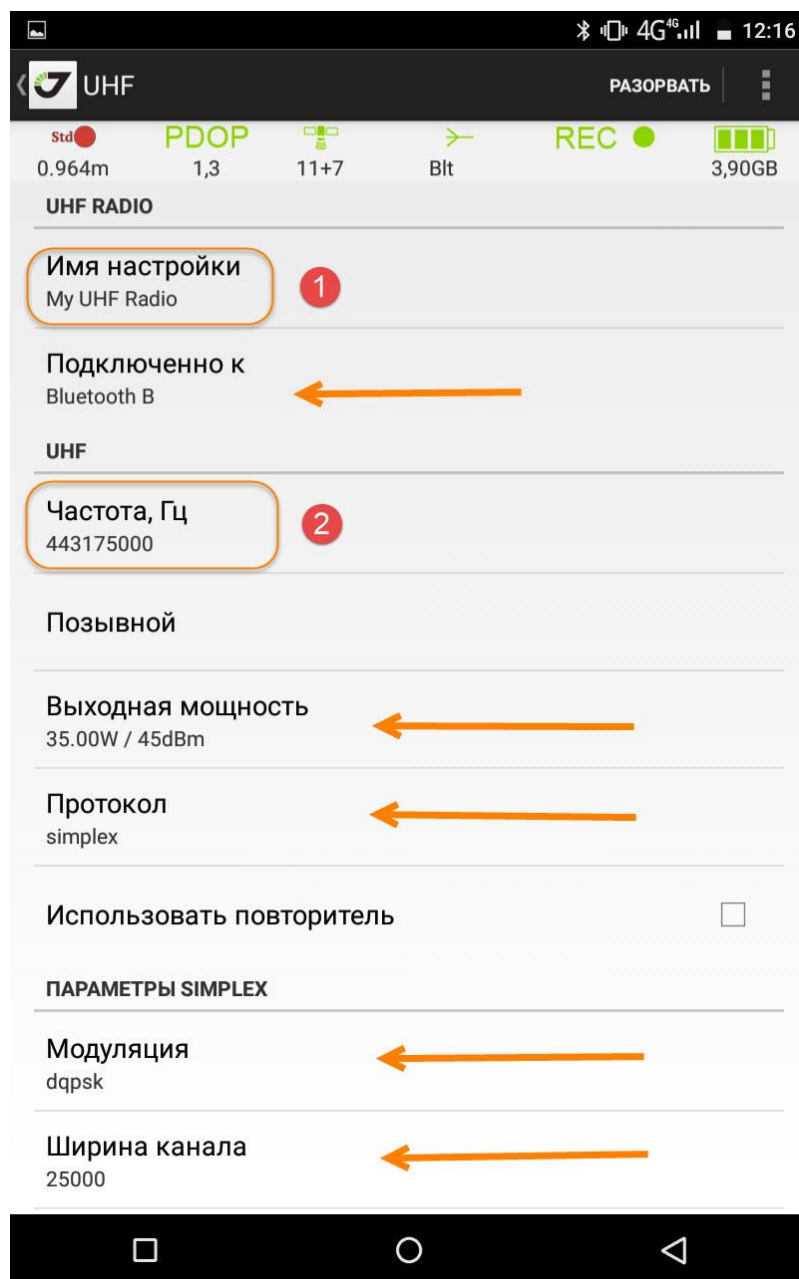 4G 4G 12:16
UHF РАЗОРВАТЬ
Std PDOP REC
0.964m 1,3 11+7 Blt 3,90GB
UHF RADIO
Имя настройки
My UHF Radio
1
Подключенно к
Bluetooth B
UHF
Частота, Гц
443175000
2
Позывной
Выходная мощность
35.00W / 45dBm
Протокол
simplex
Использовать повторитель
ПАРАМЕТРЫ SIMPLEX
Модуляция
dqpsk
Ширина канала
25000